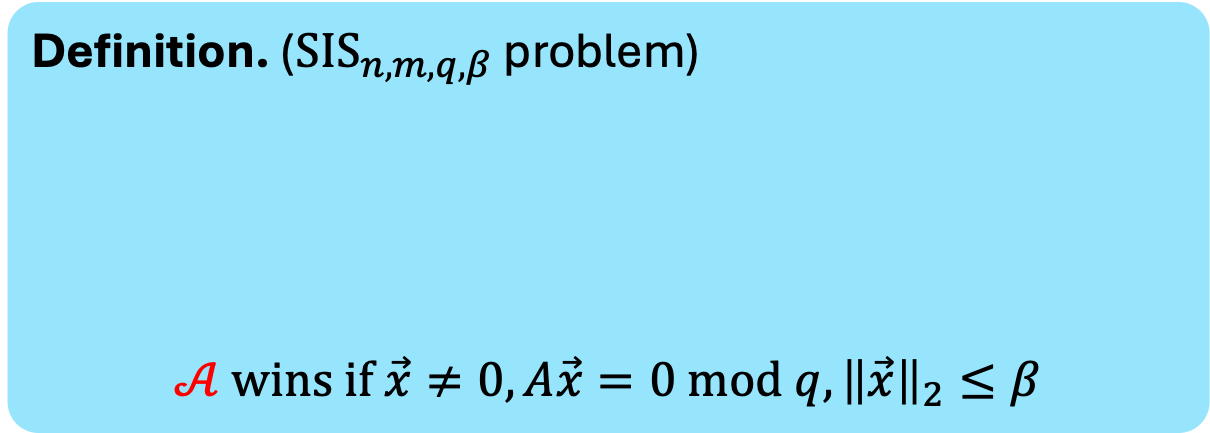 Definition. (SIS_{n,m,q,β} problem)
𝒜 wins if x⃗ ≠ 0, Ax⃗ = 0 mod q, ‖x⃗‖₂ ≤ β